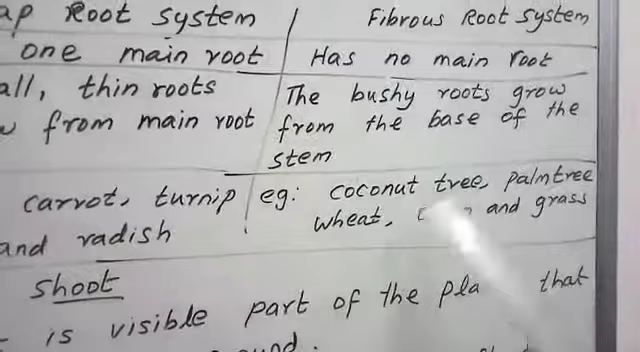 ap Root system
one main root
all, thin roots
w from main root
carrot, turnip
and radish
Fibrous Root system
Has no main root
The bushy roots grow
from the base of the
stem
eg: coconut tree, palmtree
wheat, and grass
Shoot
is visible part of the pla that
ound.